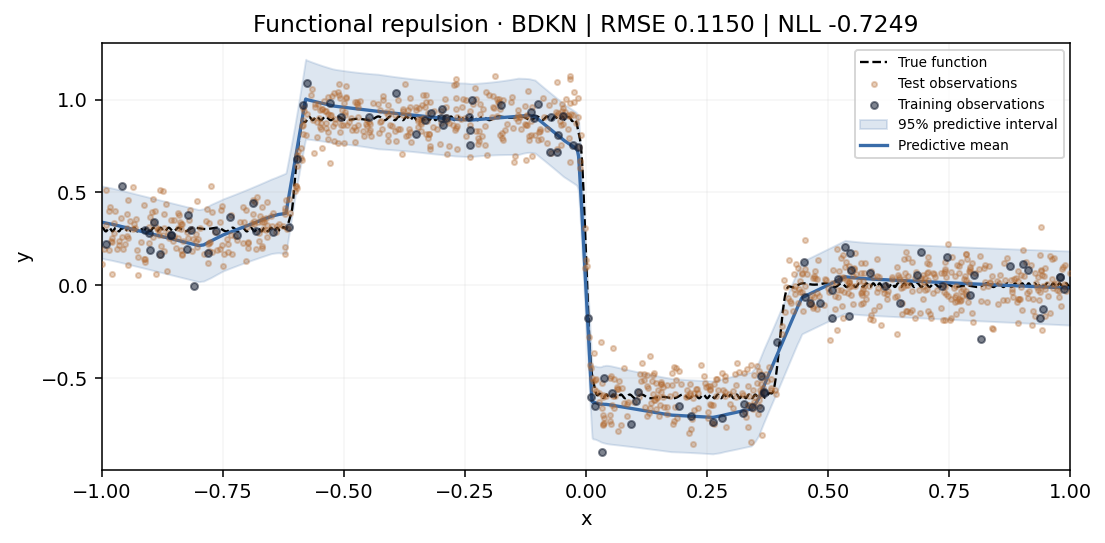 Functional repulsion · BDKN | RMSE 0.1150 | NLL -0.7249
True function
Test observations
Training observations
95% predictive interval
Predictive mean
y
1.0
0.5
0.0
−0.5
−1.00 −0.75 −0.50 −0.25 0.00 0.25 0.50 0.75 1.00
x